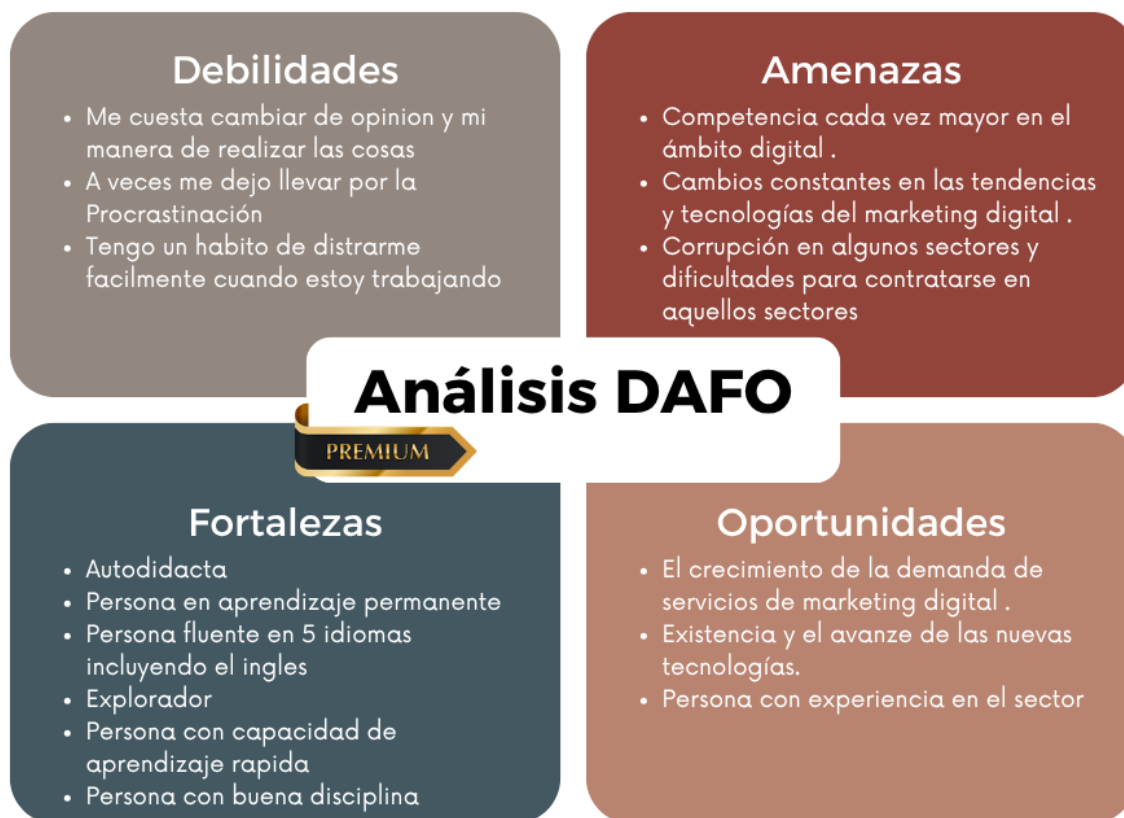 Debilidades
• Me cuesta cambiar de opinion y mi
manera de realizar las cosas
• A veces me dejo llevar por la
Procrastinación
• Tengo un habito de distrarme
facilmente cuando estoy trabajando
Amenazas
• Competencia cada vez mayor en el
ámbito digital .
• Cambios constantes en las tendencias
y tecnologías del marketing digital .
• Corrupción en algunos sectores y
dificultades para contratarse en
aquellos sectores
Análisis DAFO
PREMIUM
Fortalezas
• Autodidacta
• Persona en aprendizaje permanente
• Persona fluente en 5 idiomas
incluyendo el ingles
• Explorador
• Persona con capacidad de
aprendizaje rapida
• Persona con buena disciplina
Oportunidades
• El crecimiento de la demanda de
servicios de marketing digital .
• Existencia y el avanze de las nuevas
tecnologías.
• Persona con experiencia en el sector